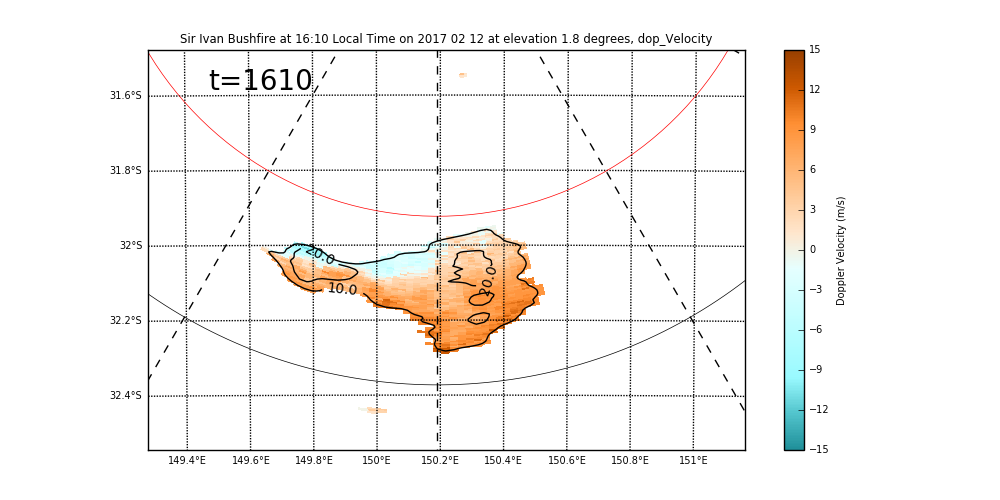 Sir Ivan Bushfire at 16:10 Local Time on 2017 02 12 at elevation 1.8 degrees, dop_Velocity
t=1610
31.6°S
31.8°S
32°S
32.2°S
32.4°S
20.0
10.0
20.0
149.4°E 149.6°E 149.8°E 150°E 150.2°E 150.4°E 150.6°E 150.8°E 151°E
15
12
9
6
3
0
−3
−6
−9
−12
−15
Doppler Velocity (m/s)